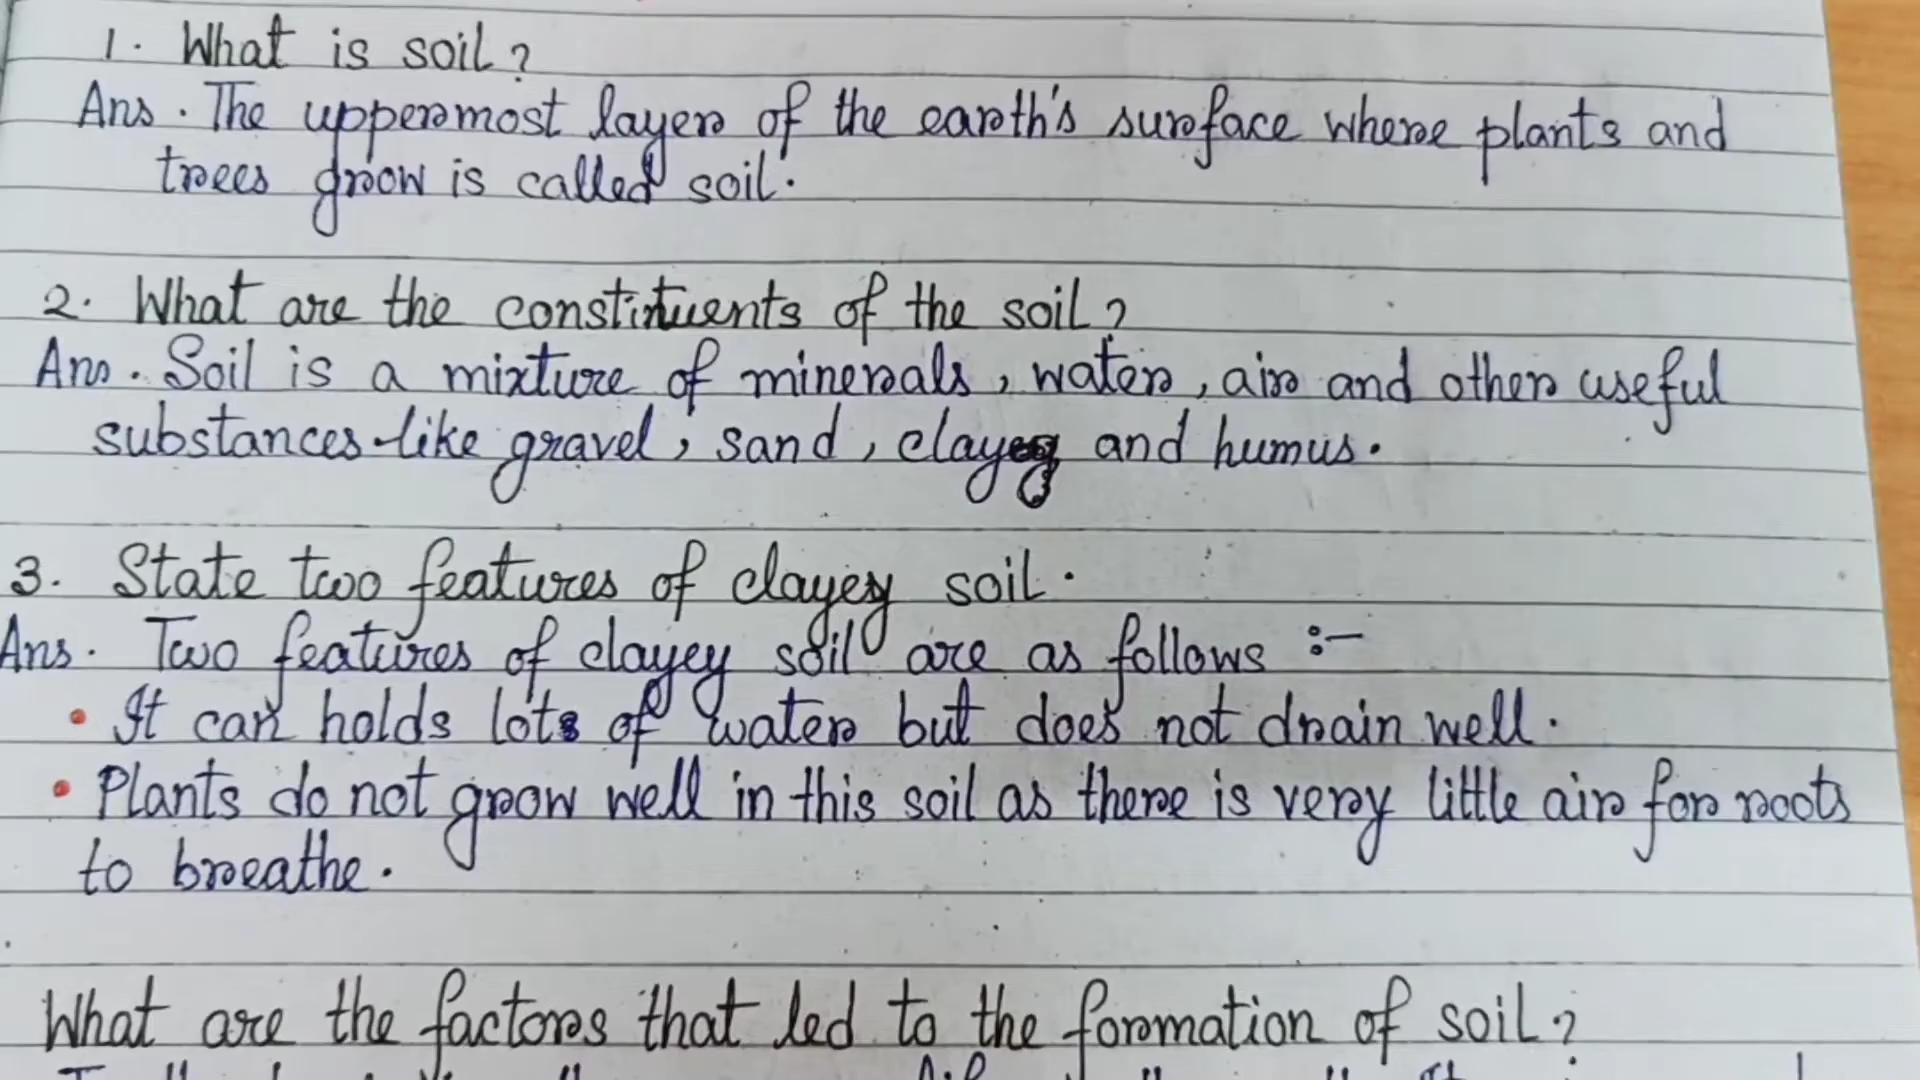 1. What is soil?
Ans. The uppermost layer of the earth's surface where plants and
trees grow is called soil.
2. What are the constituents of the soil?
Ans. Soil is a mixture of minerals, water, air and other useful
substances like gravel, sand, clayey and humus.
3. State two features of clayey soil.
Ans. Two features of clayey soil are as follows :-
• It can holds lots of water but does not drain well.
• Plants do not grow well in this soil as there is very little air for roots
to breathe.
What are the factors that led to the formation of soil?